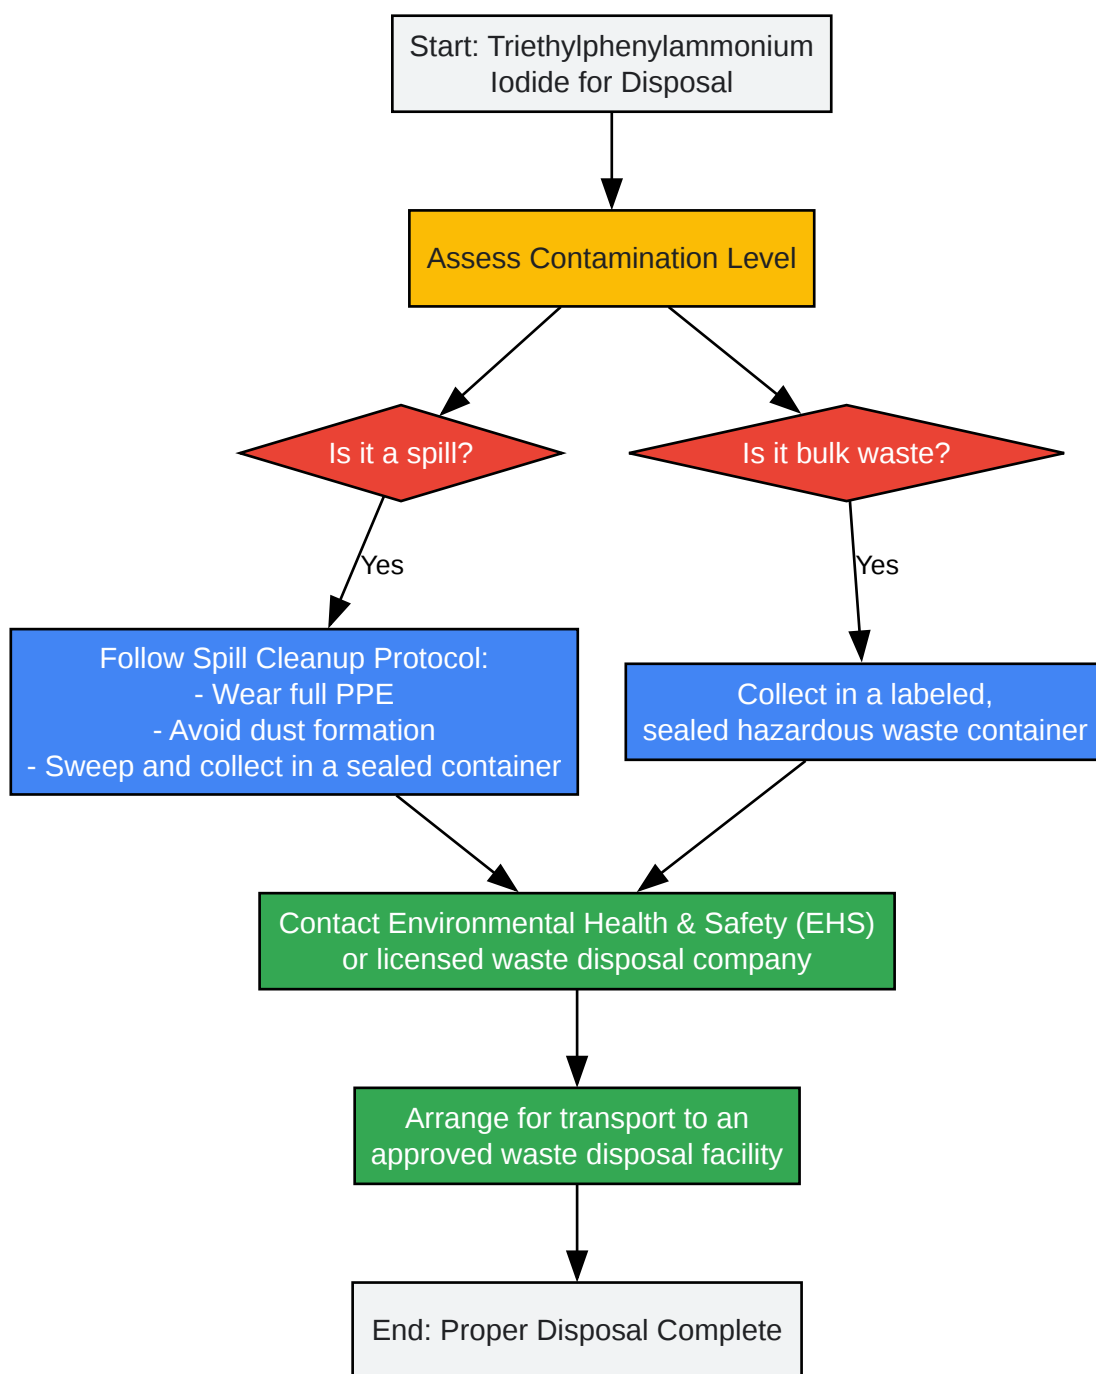 Start: Triethylphenylammonium
Iodide for Disposal
Assess Contamination Level
Is it a spill?
Is it bulk waste?
Yes
Yes
Follow Spill Cleanup Protocol:
- Wear full PPE
- Avoid dust formation
- Sweep and collect in a sealed container
Collect in a labeled,
sealed hazardous waste container
Contact Environmental Health & Safety (EHS)
or licensed waste disposal company
Arrange for transport to an
approved waste disposal facility
End: Proper Disposal Complete